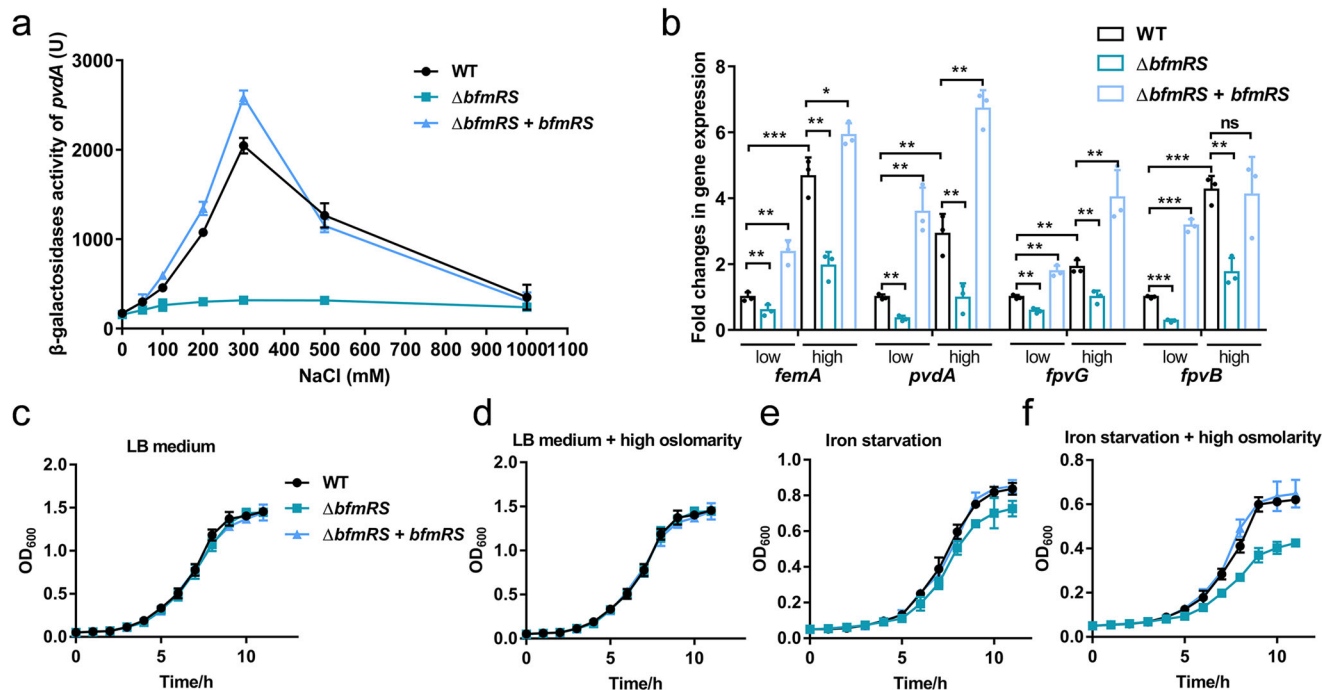 a
β-galactosidases activity of pvdA (U)
3000
2000
1000
0
WT
ΔbfmRS
ΔbfmRS + bfmRS
0 100 200 300 400 500 600 700 800 900 1000 1100
NaCl (mM)
b
Fold changes in gene expression
8
6
4
2
0
WT
ΔbfmRS
ΔbfmRS + bfmRS
*** ** ** * **
** ** ** ** **
** ** ** ** **
*** *** *** ns **
low high low high low high low high
femA pvdA fpvG fpvB
c
LB medium
OD600
2.0
1.5
1.0
0.5
0.0
WT
ΔbfmRS
ΔbfmRS + bfmRS
0 5 10
Time/h
d
LB medium + high oslomarity
OD600
2.0
1.5
1.0
0.5
0.0
0 5 10
Time/h
e
Iron starvation
OD600
1.0
0.8
0.6
0.4
0.2
0.0
0 5 10
Time/h
f
Iron starvation + high osmolarity
OD600
0.8
0.6
0.4
0.2
0.0
0 5 10
Time/h